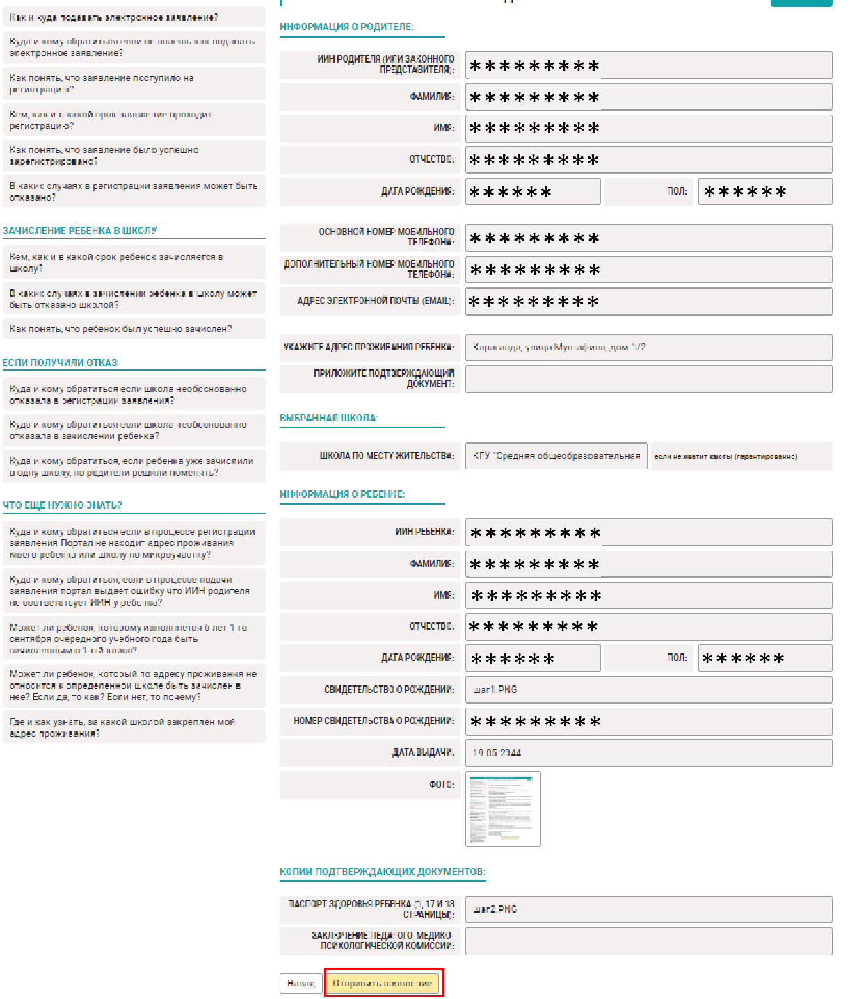 Как и куда подавать электронное заявление?
Куда и кому обратиться если не знаешь как подавать
электронное заявление?
Как понять, что заявление поступило на
регистрацию?
Кем, как и в какой срок заявление проходит
регистрацию?
Как понять, что заявление было успешно
зарегистрировано?
В каких случаях в регистрации заявления может быть
отказано?
ЗАЧИСЛЕНИЕ РЕБЕНКА В ШКОЛУ
Кем, как и в какой срок ребенок зачисляется в
школу?
В каких случаях в зачислении ребенка в школу может
быть отказано школой?
Как понять, что ребенок был успешно зачислен?
ЕСЛИ ПОЛУЧИЛИ ОТКАЗ
Куда и кому обратиться если школа необоснованно
отказала в регистрации заявления?
Куда и кому обратиться если школа необоснованно
отказала в зачислении ребенка?
Куда и кому обратиться, если ребенка уже зачислили
в одну школу, но родители решили поменять?
ЧТО ЕЩЕ НУЖНО ЗНАТЬ?
Куда и кому обратиться если в процессе регистрации
заявления Портал не находит адрес проживания
моего ребенка или школу по микроучастку?
Куда и кому обратиться, если в процессе подачи
заявления портал выдает ошибку что ИИН родителя
не соответствует ИИН-у ребенка?
Может ли ребенок, которому исполняется 6 лет 1-го
сентября очередного учебного года быть
зачисленным в 1-ый класс?
Может ли ребенок, который по адресу проживания не
относится к определенной школе быть зачислен в
нее? Если да, то как? Если нет, то почему?
Где и как узнать, за какой школой закреплен мой
адрес проживания?
ИНФОРМАЦИЯ О РОДИТЕЛЕ:
ИИН РОДИТЕЛЯ (ИЛИ ЗАКОННОГО
ПРЕДСТАВИТЕЛЯ): *********
ФАМИЛИЯ: *********
ИМЯ: *********
ОТЧЕСТВО: *********
ДАТА РОЖДЕНИЯ: ****** ПОЛ: ******
ОСНОВНОЙ НОМЕР МОБИЛЬНОГО
ТЕЛЕФОНА: *********
ДОПОЛНИТЕЛЬНЫЙ НОМЕР МОБИЛЬНОГО
ТЕЛЕФОНА: *********
АДРЕС ЭЛЕКТРОННОЙ ПОЧТЫ (EMAIL): *********
УКАЖИТЕ АДРЕС ПРОЖИВАНИЯ РЕБЕНКА: Караганда, улица Мустафина, дом 1/2
ПРИЛОЖИТЕ ПОДТВЕРЖДАЮЩИЙ
ДОКУМЕНТ:
ВЫБРАННАЯ ШКОЛА:
ШКОЛА ПО МЕСТУ ЖИТЕЛЬСТВА: КГУ "Средняя общеобразовательная если не хватит квоты (гарантированно)
ИНФОРМАЦИЯ О РЕБЕНКЕ:
ИИН РЕБЕНКА: *********
ФАМИЛИЯ: *********
ИМЯ: *********
ОТЧЕСТВО: *********
ДАТА РОЖДЕНИЯ: ****** ПОЛ: ******
СВИДЕТЕЛЬСТВО О РОЖДЕНИИ: шаг1.PNG
НОМЕР СВИДЕТЕЛЬСТВА О РОЖДЕНИИ: *********
ДАТА ВЫДАЧИ: 19.05.2044
ФОТО:
КОПИИ ПОДТВЕРЖДАЮЩИХ ДОКУМЕНТОВ:
ПАСПОРТ ЗДОРОВЬЯ РЕБЕНКА (1, 17 И 18
СТРАНИЦЫ): шаг2.PNG
ЗАКЛЮЧЕНИЕ ПЕДАГОГО-МЕДИКО-
ПСИХОЛОГИЧЕСКОЙ КОМИССИИ:
Назад Отправить заявление